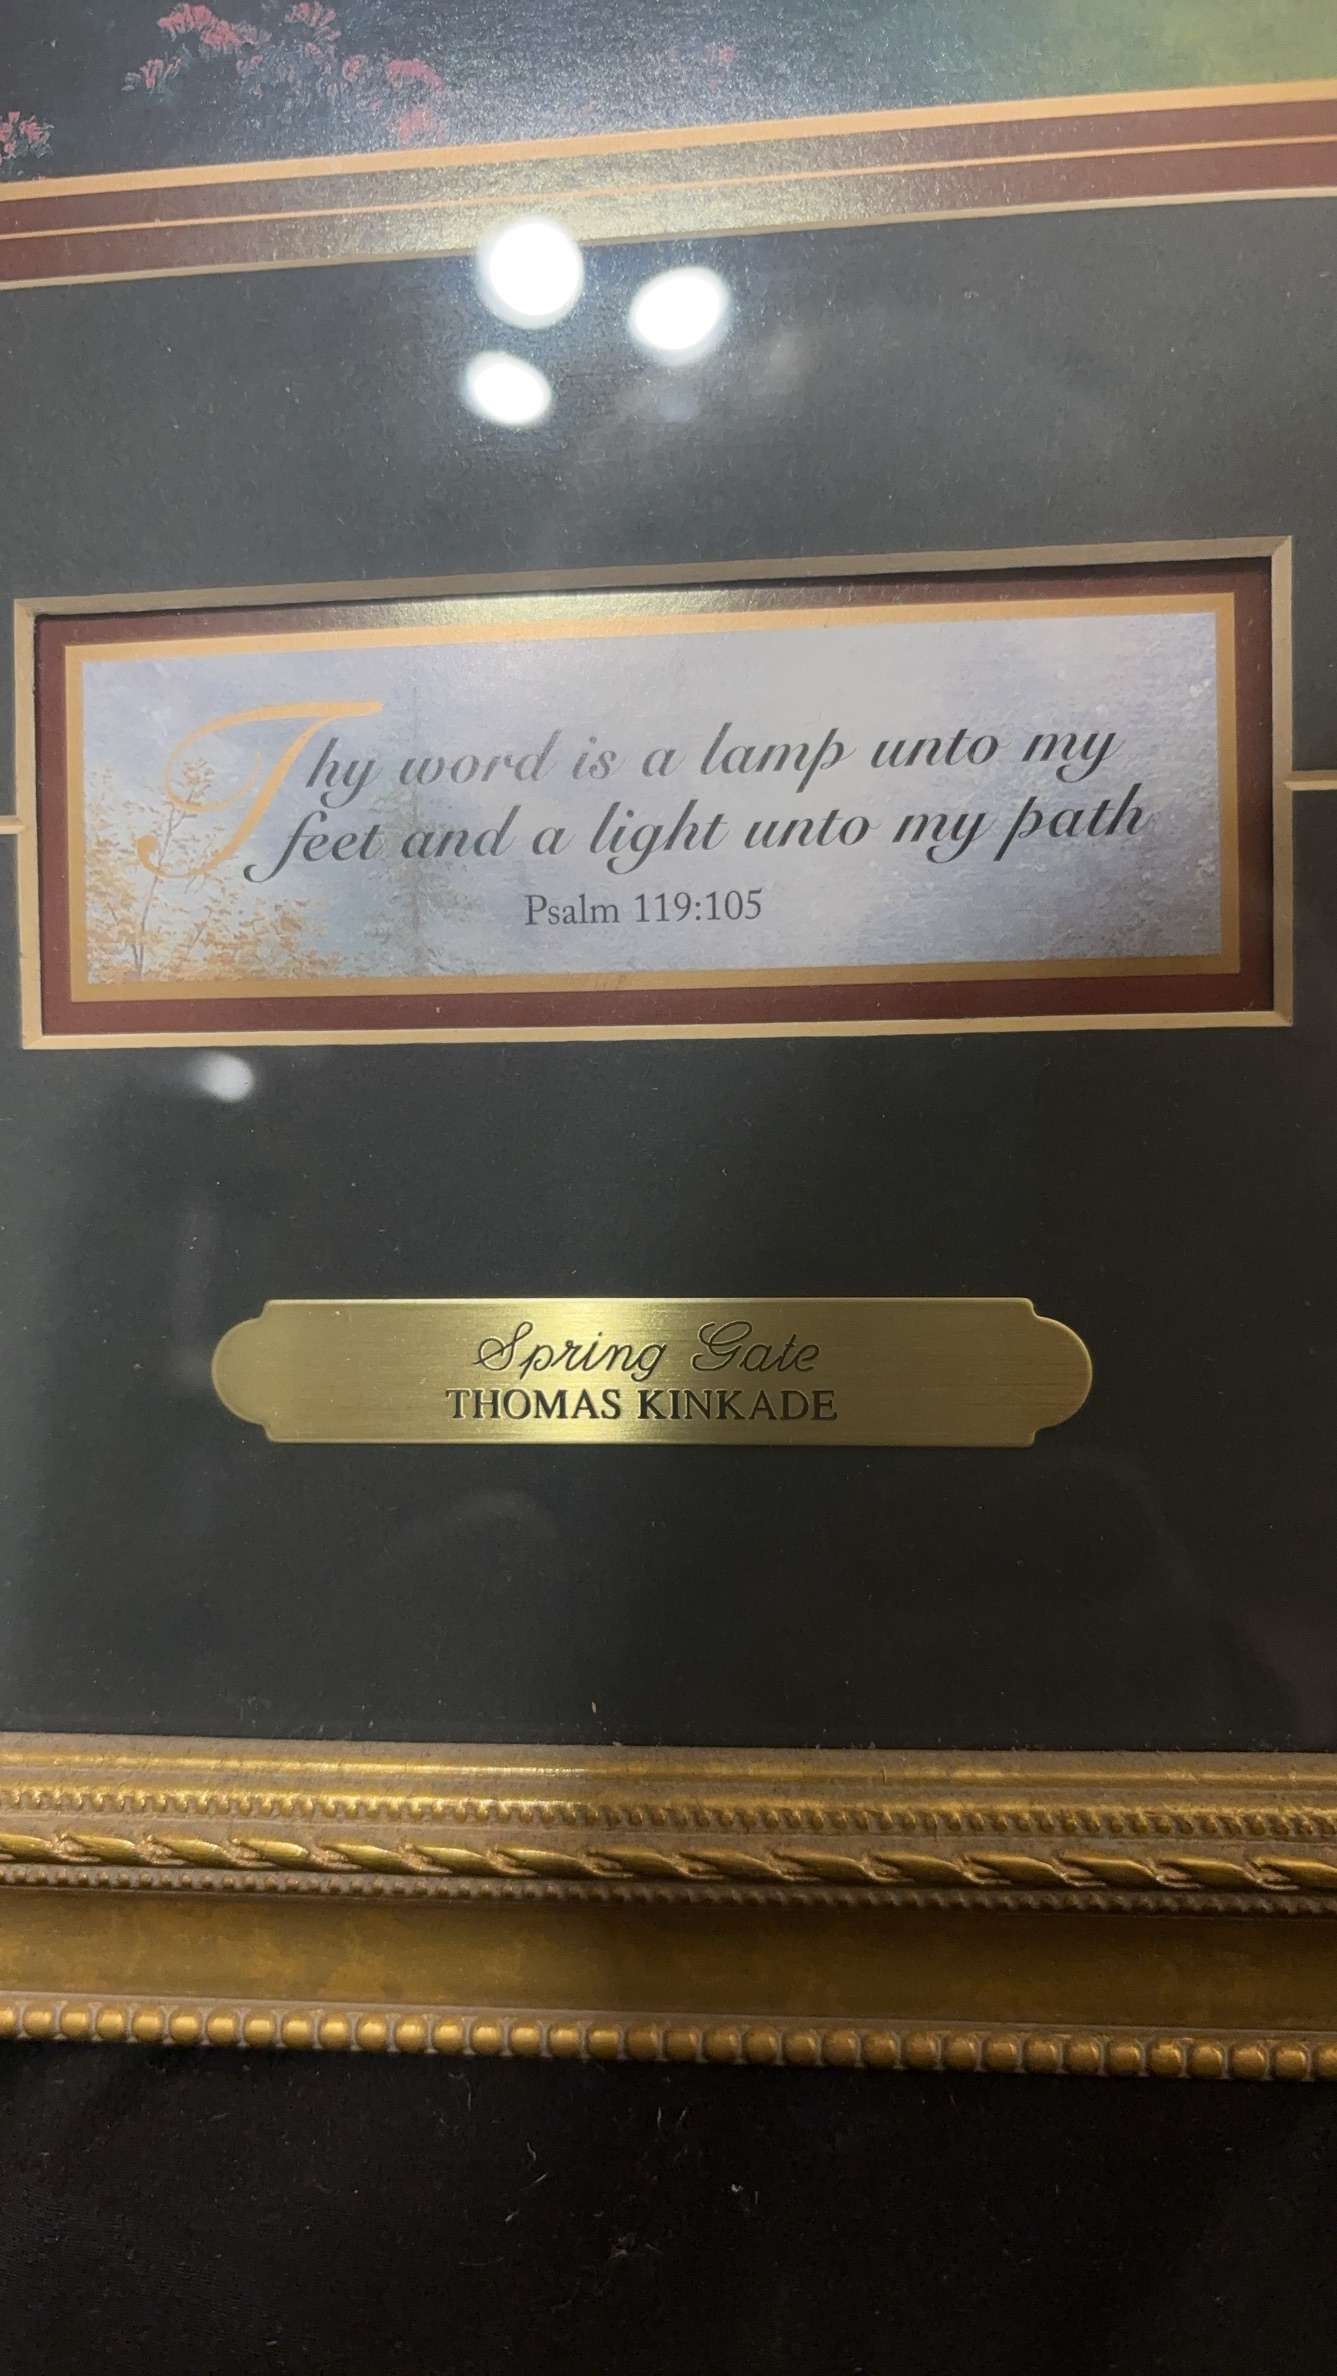 Thy word is a lamp unto my
feet and a light unto my path
Psalm 119:105
Spring Gate
THOMAS KINKADE